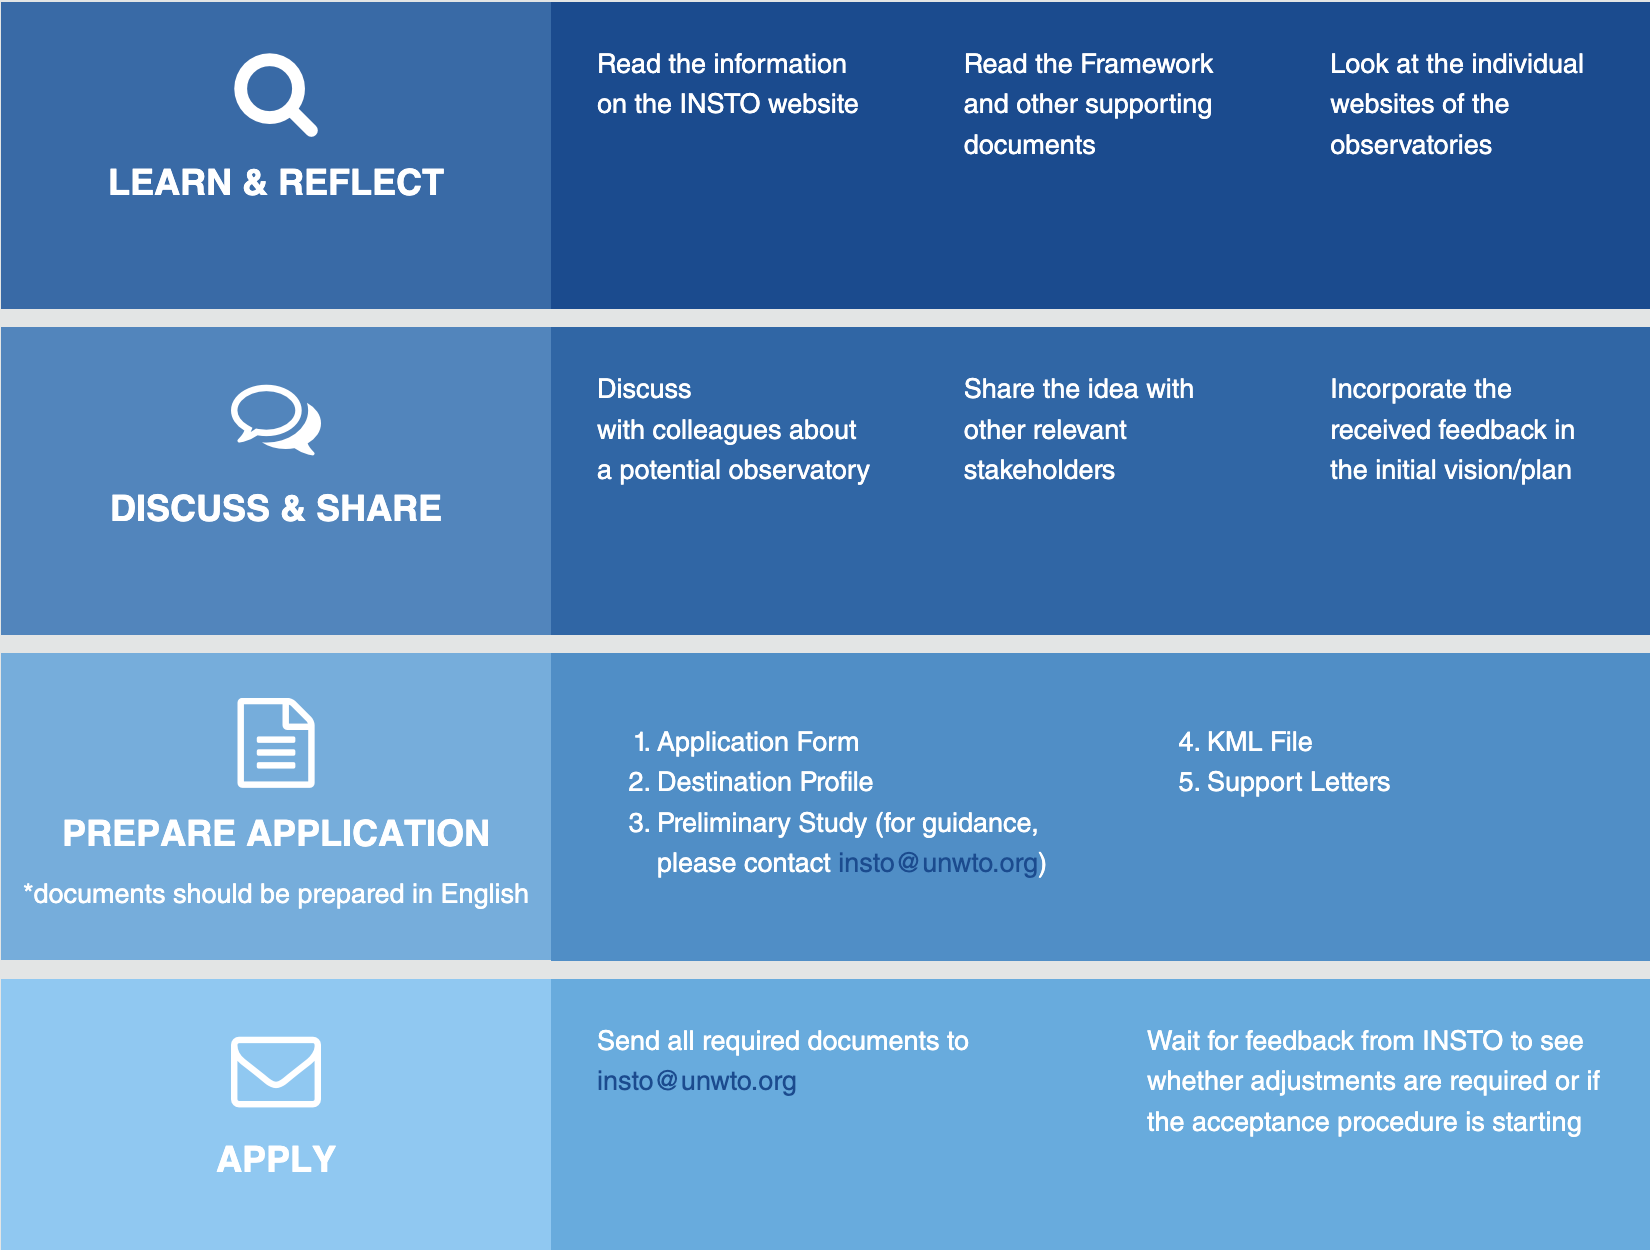 LEARN & REFLECT
Read the information
on the INSTO website
Read the Framework
and other supporting
documents
Look at the individual
websites of the
observatories
DISCUSS & SHARE
Discuss
with colleagues about
a potential observatory
Share the idea with
other relevant
stakeholders
Incorporate the
received feedback in
the initial vision/plan
PREPARE APPLICATION
*documents should be prepared in English
1. Application Form
2. Destination Profile
3. Preliminary Study (for guidance,
please contact insto@unwto.org)
4. KML File
5. Support Letters
APPLY
Send all required documents to
insto@unwto.org
Wait for feedback from INSTO to see
whether adjustments are required or if
the acceptance procedure is starting